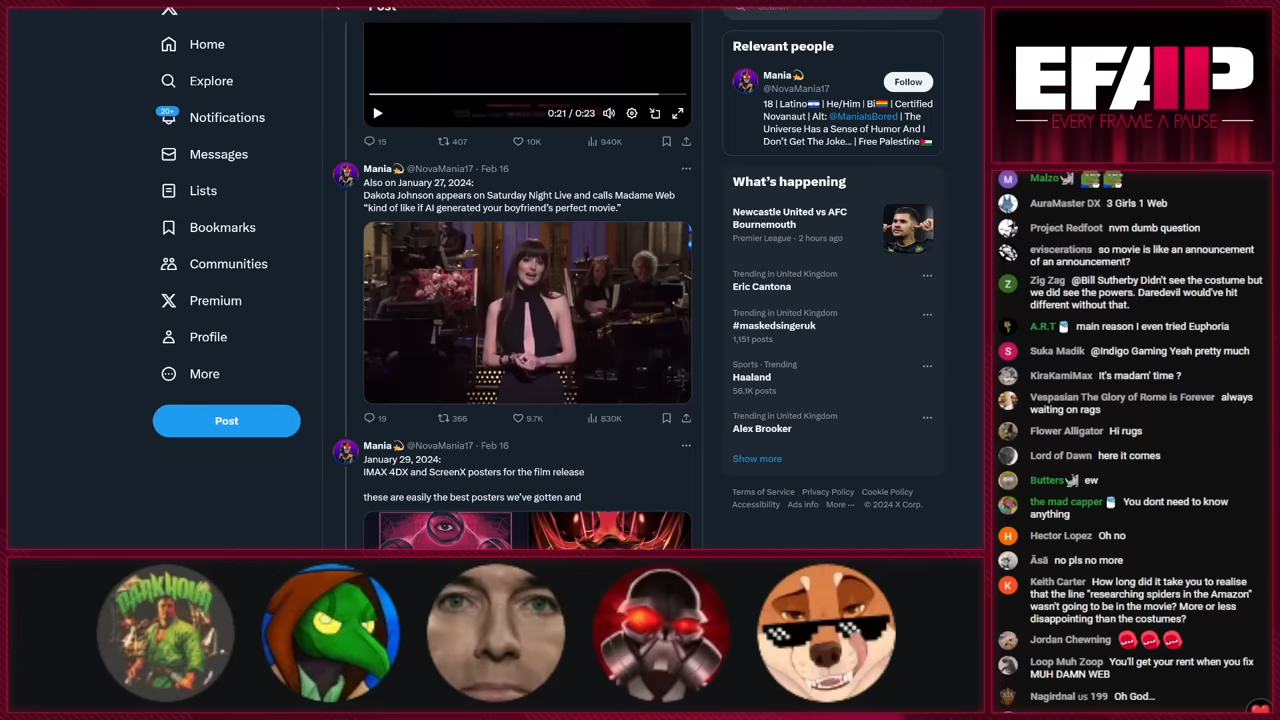 Home
Explore
20+
Notifications
Messages
Lists
Bookmarks
Communities
Premium
Profile
More
Post
Post
0:21 / 0:23
15
407
10K
940K
Mania @NovaMania17 · Feb 16
Also on January 27, 2024:
Dakota Johnson appears on Saturday Night Live and calls Madame Web
"kind of like if AI generated your boyfriend's perfect movie."
19
366
9.7K
830K
Mania @NovaMania17 · Feb 16
January 29, 2024:
IMAX 4DX and ScreenX posters for the film release
these are easily the best posters we've gotten and
Search
Relevant people
Mania
Follow
@NovaMania17
18 | Latino | He/Him | Bi | Certified
Novanaut | Alt: @ManiaIsBored | The
Universe Has a Sense of Humor And I
Don't Get The Joke... | Free Palestine
What's happening
Newcastle United vs AFC
Bournemouth
Premier League · 2 hours ago
Trending in United Kingdom
Eric Cantona
Trending in United Kingdom
#maskedsingeruk
1,151 posts
Sports · Trending
Haaland
56.1K posts
Trending in United Kingdom
Alex Brooker
Show more
Terms of Service Privacy Policy Cookie Policy
Accessibility Ads info More ··· © 2024 X Corp.
EFAP
EVERY FRAME A PAUSE
Malzo
AuraMaster DX 3 Girls 1 Web
Project Redfoot nvm dumb question
eviscerations so movie is like an announcement
of an announcement?
Zig Zag @Bill Sutherby Didn't see the costume but
we did see the powers. Daredevil would've hit
different without that.
A.R.T main reason I even tried Euphoria
Suka Madik @Indigo Gaming Yeah pretty much
KiraKamiMax It's madam' time ?
Vespasian The Glory of Rome is Forever always
waiting on rags
Flower Alligator Hi rugs
Lord of Dawn here it comes
Butters ew
the mad capper You dont need to know
anything
Hector Lopez Oh no
Āsā no pls no more
Keith Carter How long did it take you to realise
that the line "researching spiders in the Amazon"
wasn't going to be in the movie? More or less
disappointing than the costumes?
Jordan Chewning
Loop Muh Zoop You'll get your rent when you fix
MUH DAMN WEB
Nagirdnal us 199 Oh God...
DARKHOUR